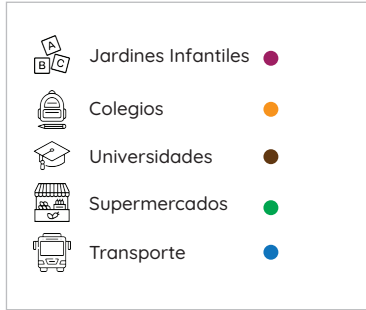 A
B C
Jardines Infantiles
Colegios
Universidades
Supermercados
Transporte